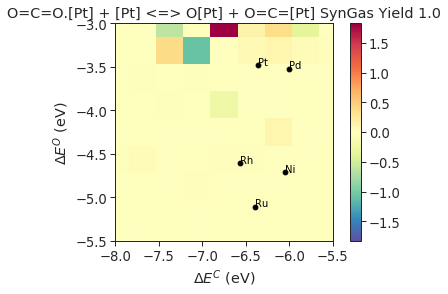 O=C=O.[Pt] + [Pt] <=> O[Pt] + O=C=[Pt] SynGas Yield 1.0
−3.0
−3.5
−4.0
−4.5
−5.0
−5.5
ΔE^O (eV)
Pt
Pd
Rh
Ni
Ru
−8.0 −7.5 −7.0 −6.5 −6.0 −5.5
ΔE^C (eV)
1.5
1.0
0.5
0.0
−0.5
−1.0
−1.5